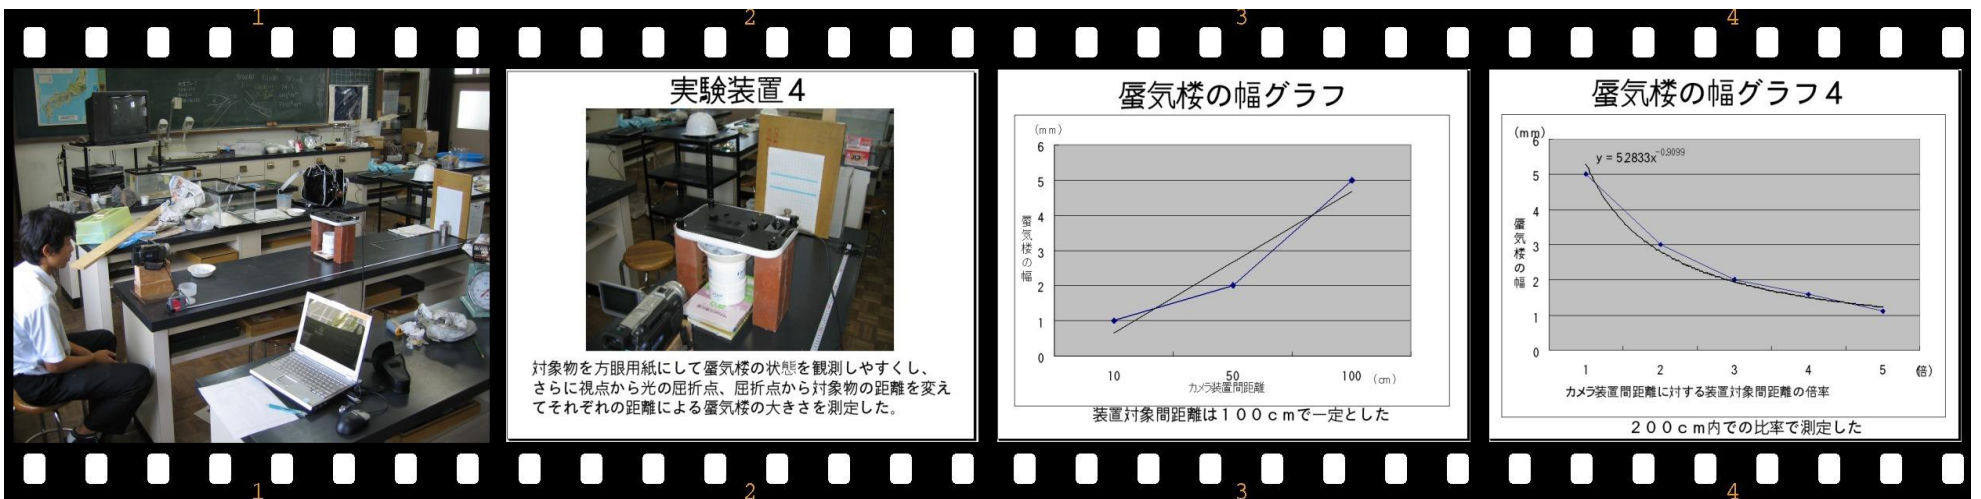 1
2
3
4
実験装置４
対象物を方眼用紙にして蜃気楼の状態を観測しやすくし、
さらに視点から光の屈折点、屈折点から対象物の距離を変え
てそれぞれの距離による蜃気楼の大きさを測定した。
蜃気楼の幅グラフ
(mm)
6
5
4
3
2
1
0
蜃気楼の幅
10
50
100
(cm)
カメラ装置間距離
装置対象間距離は１００ｃｍで一定とした
蜃気楼の幅グラフ４
(mm)
6
5
4
3
2
1
0
y = 5.2833x-0.9099
蜃気楼の幅
1
2
3
4
5
(倍)
カメラ装置間距離に対する装置対象間距離の倍率
２００ｃｍ内での比率で測定した
1
2
3
4